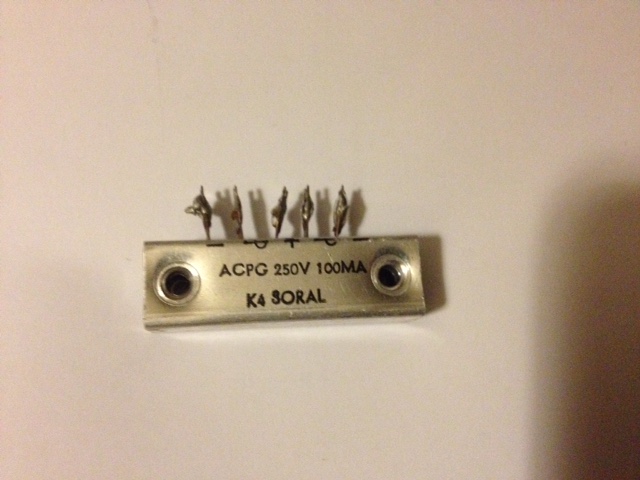 − ∪ + ∪ −
ACPG 250V 100MA
K4 SORAL